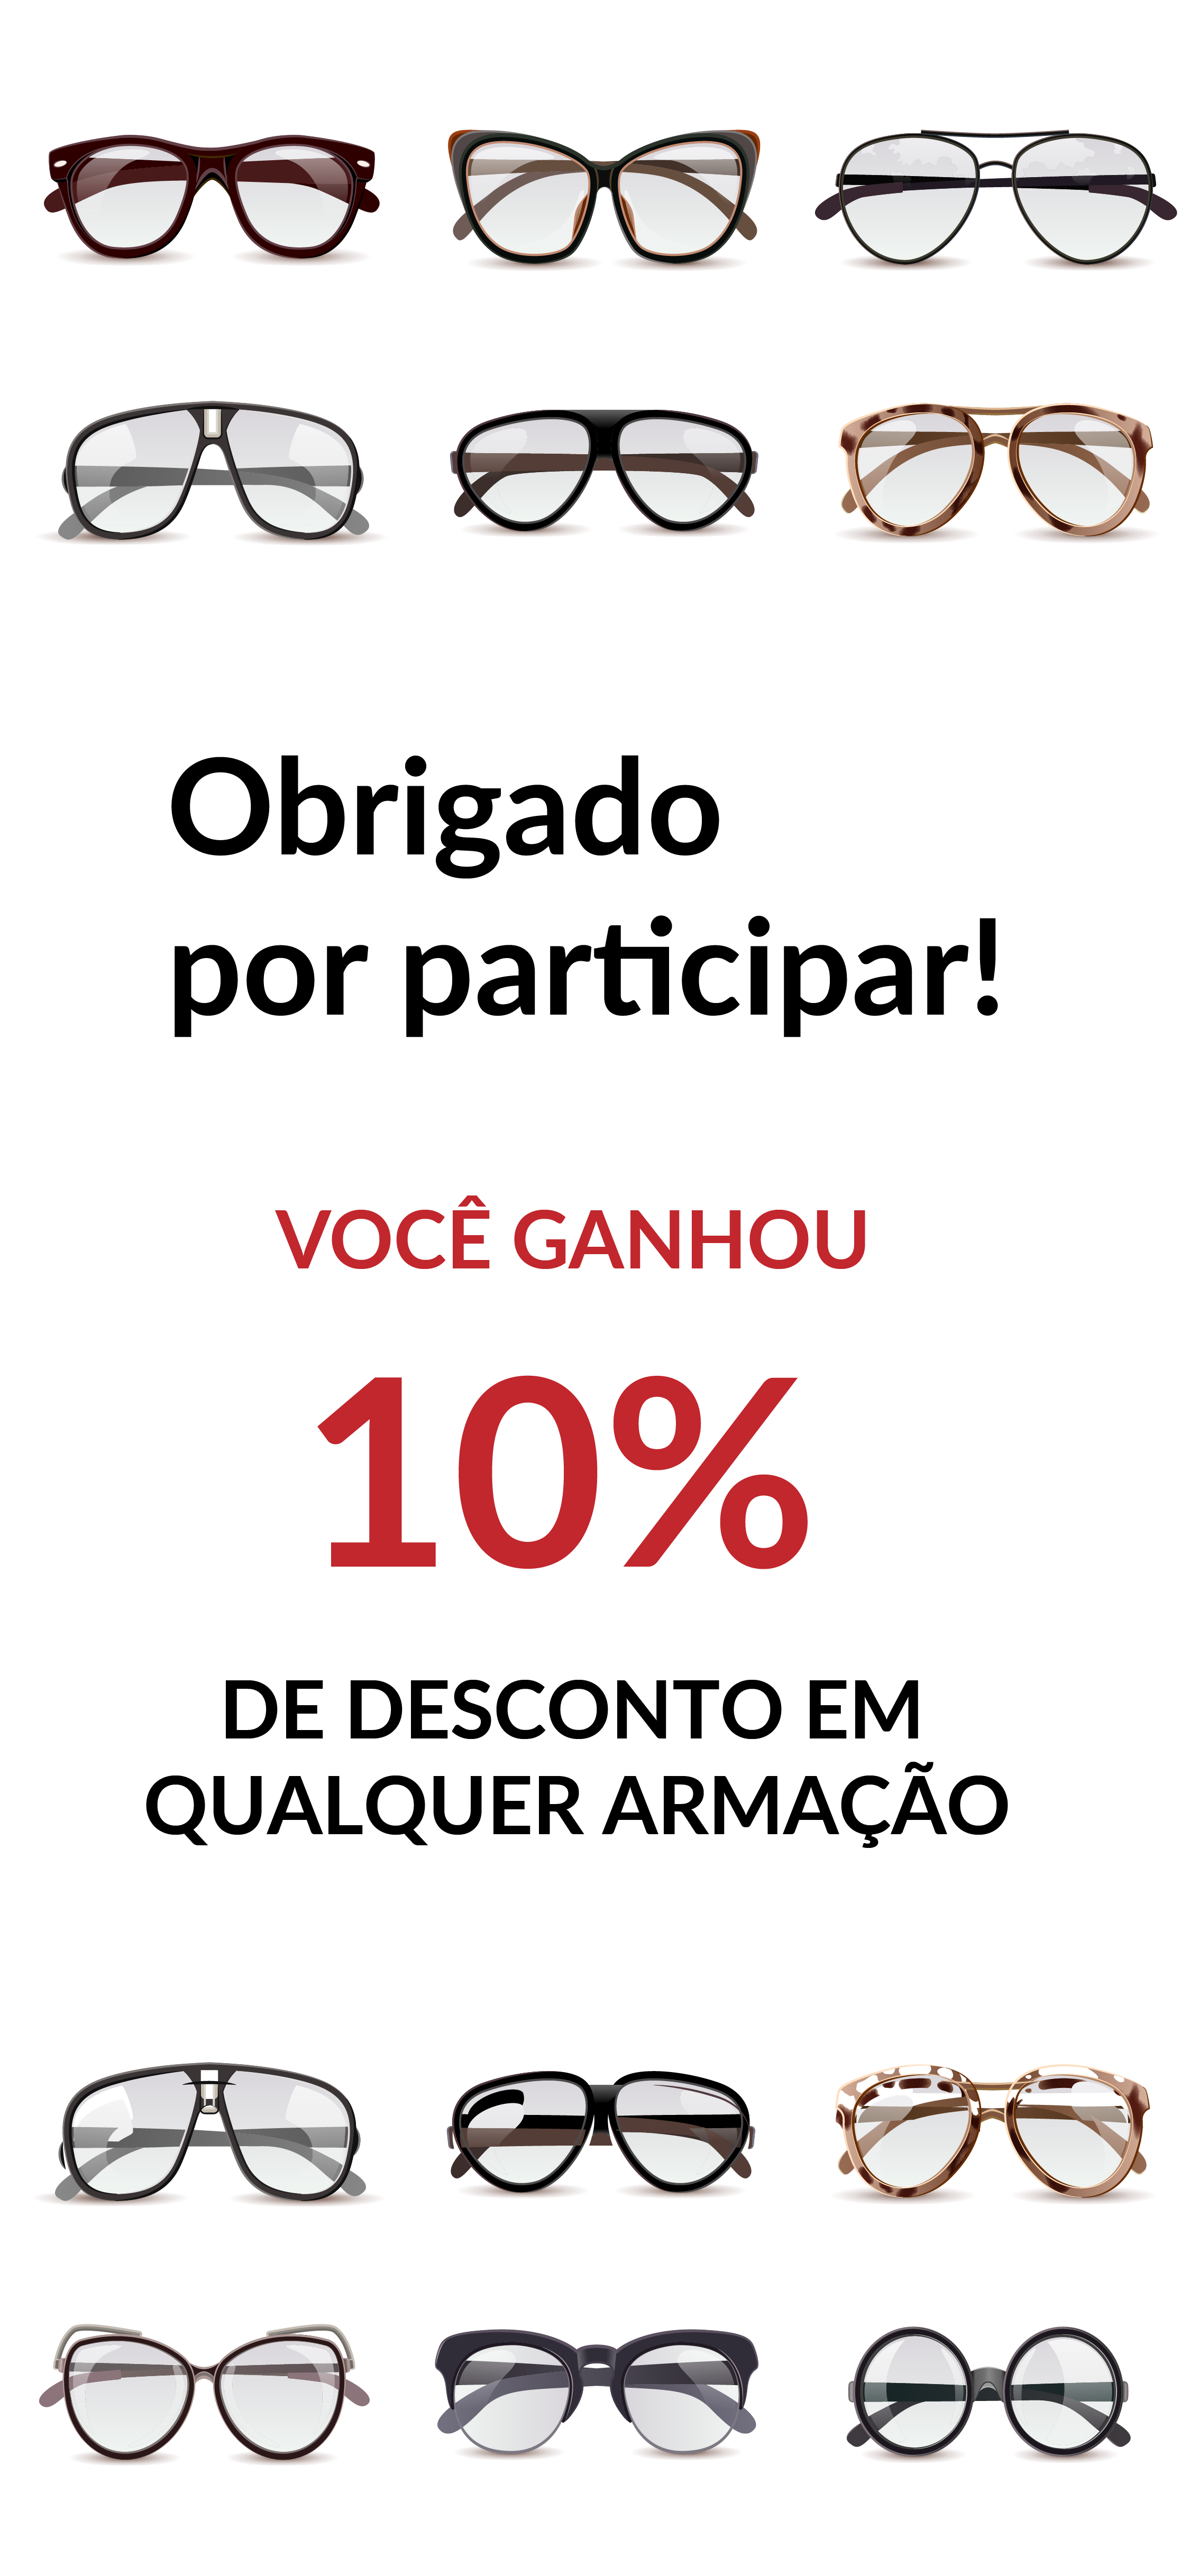 Obrigado
por participar!
VOCÊ GANHOU
10%
DE DESCONTO EM
QUALQUER ARMAÇÃO